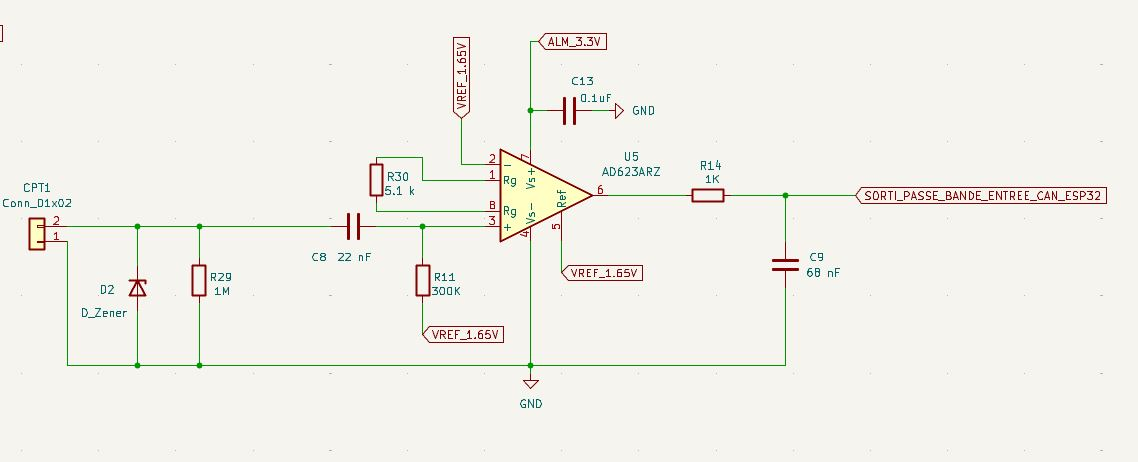 ALM_3.3V
VREF_1.65V
C13
0.1uF
GND
U5
AD623ARZ
2
-
7
Vs+
1
Rg
R30
5.1 k
8
Rg
3
+
Vs-
4
Ref
5
6
R14
1K
SORTI_PASSE_BANDE_ENTREE_CAN_ESP32
CPT1
Conn_01x02
2
1
C8 22 nF
D2
D_Zener
R29
1M
R11
300K
VREF_1.65V
VREF_1.65V
C9
68 nF
GND